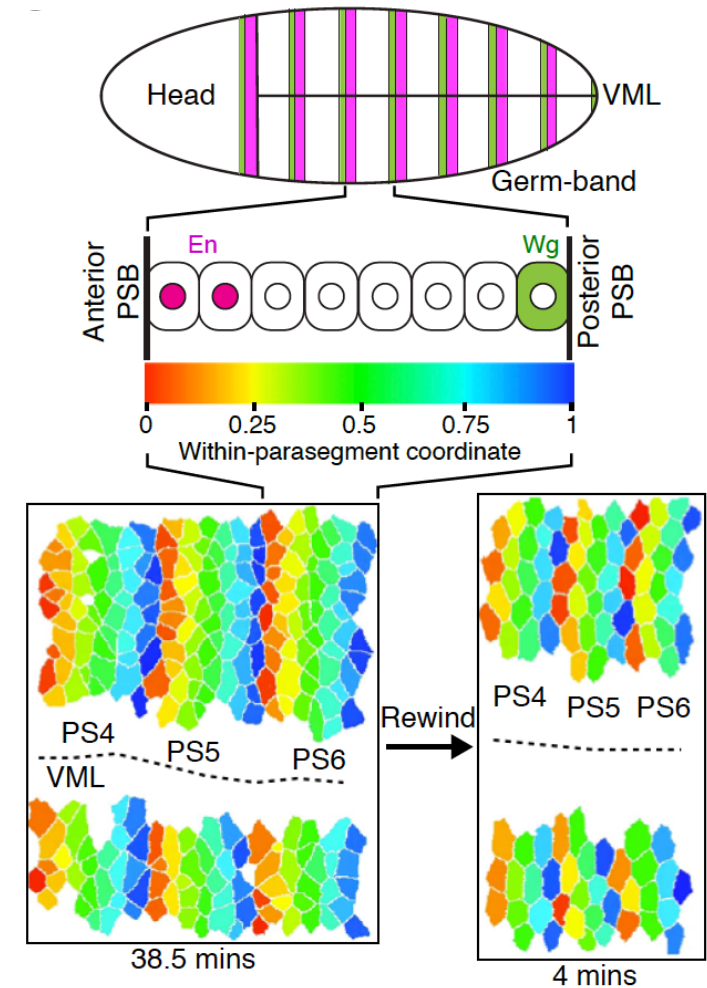 Head
VML
Germ-band
Anterior
PSB
En
Wg
Posterior
PSB
0 0.25 0.5 0.75 1
Within-parasegment coordinate
PS4
PS5
PS6
VML
38.5 mins
Rewind
PS4
PS5
PS6
4 mins